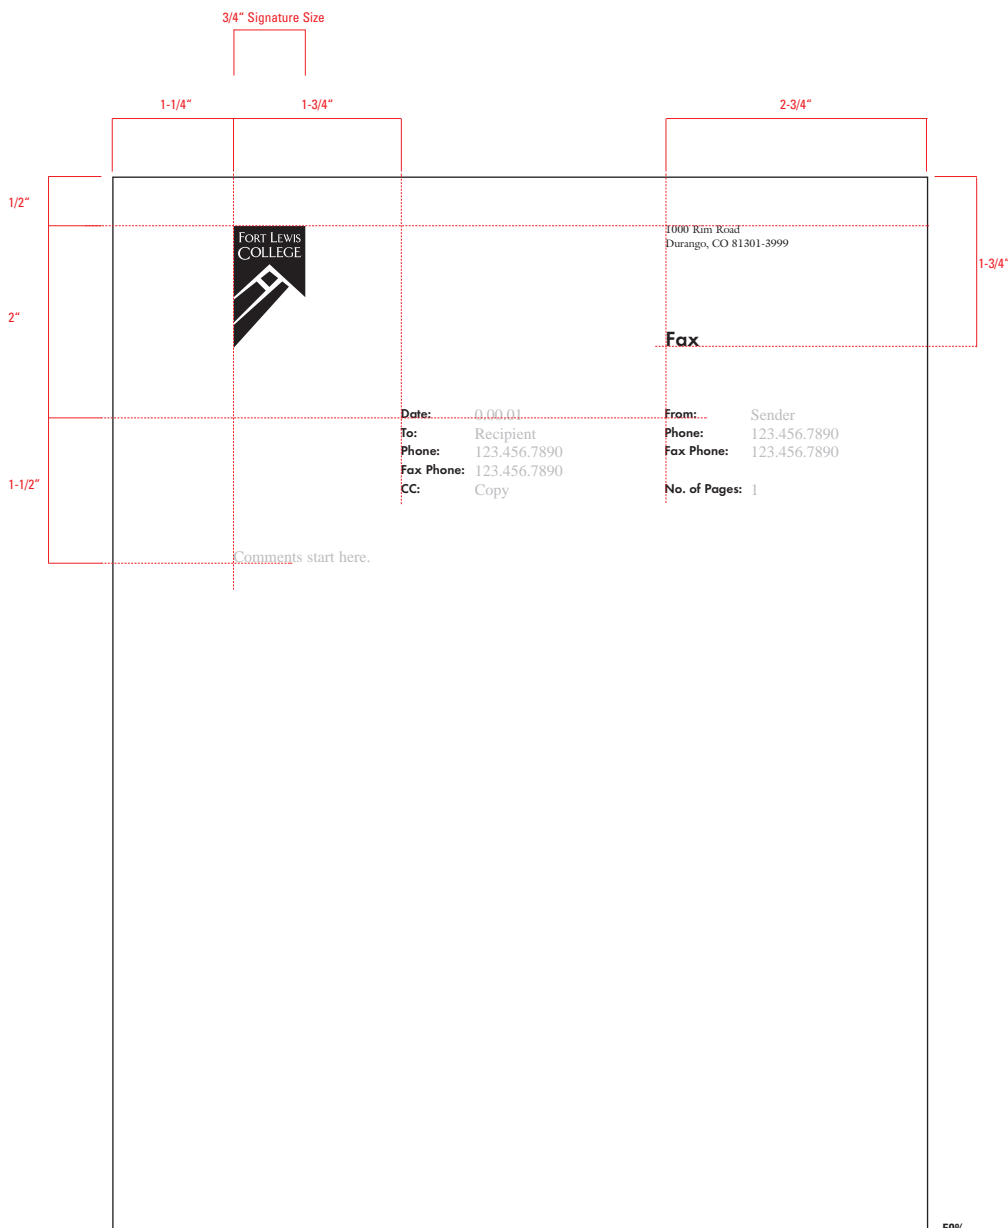 3/4“ Signature Size
1-1/4“ 1-3/4“ 2-3/4“
1/2“
FORT LEWIS
COLLEGE
1000 Rim Road
Durango, CO 81301-3999
1-3/4“
2“
Fax
Date: 0.00.01 From: Sender
To: Recipient Phone: 123.456.7890
Phone: 123.456.7890 Fax Phone: 123.456.7890
Fax Phone: 123.456.7890
CC: Copy No. of Pages: 1
1-1/2“
Comments start here.
50%